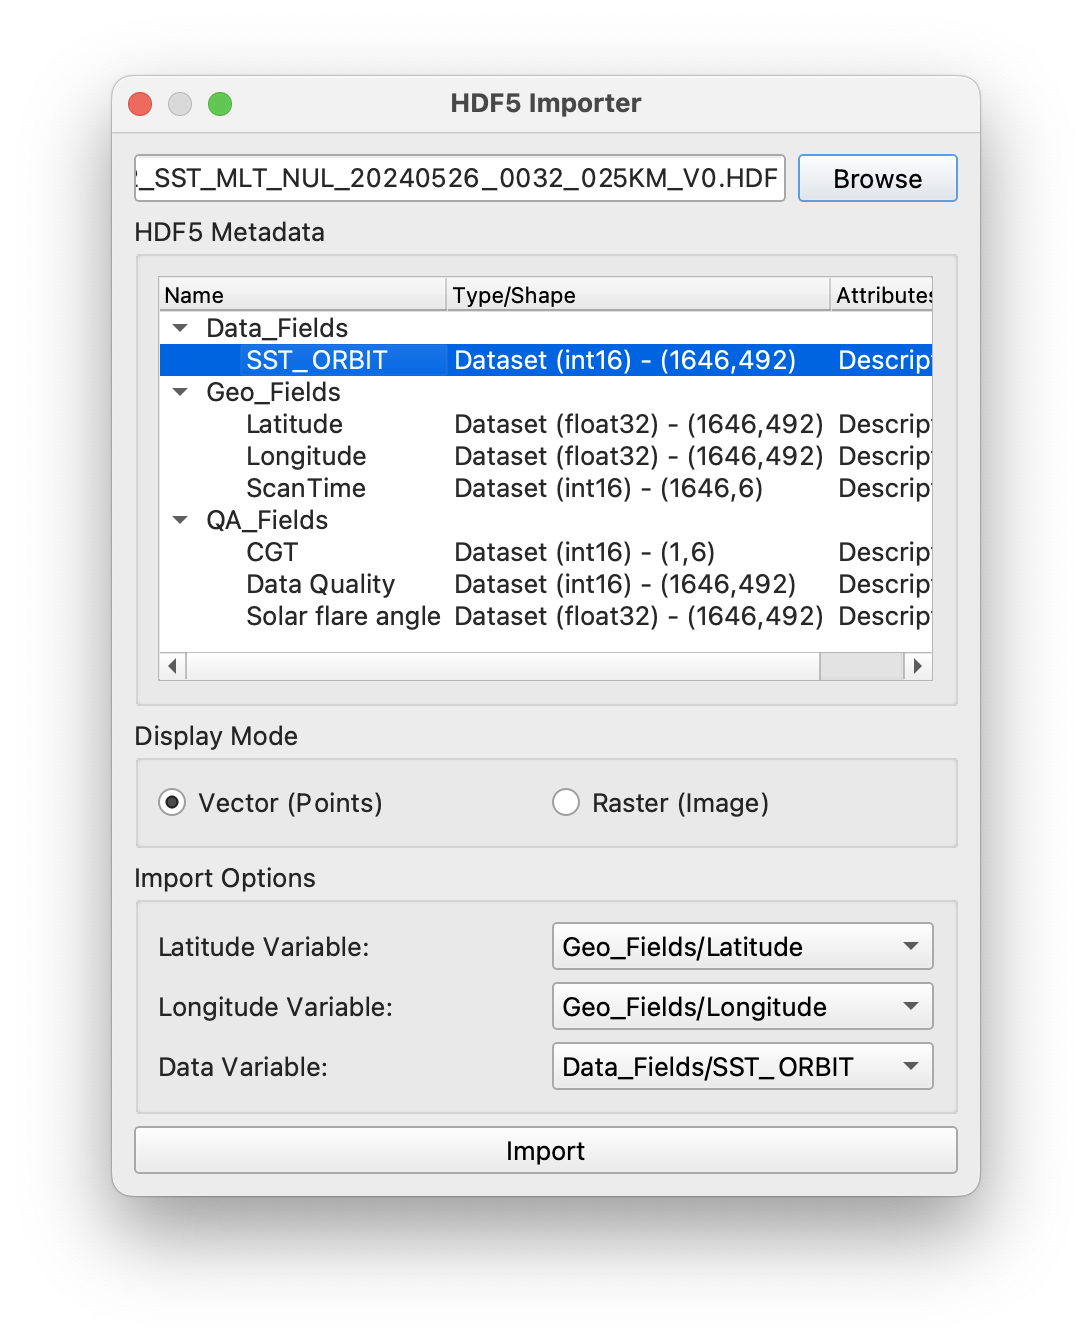 HDF5 Importer
_SST_MLT_NUL_20240526_0032_025KM_V0.HDF Browse
HDF5 Metadata
Name Type/Shape Attributes
Data_Fields
SST_ORBIT Dataset (int16) - (1646,492) Descrip
Geo_Fields
Latitude Dataset (float32) - (1646,492) Descrip
Longitude Dataset (float32) - (1646,492) Descrip
ScanTime Dataset (int16) - (1646,6) Descrip
QA_Fields
CGT Dataset (int16) - (1,6) Descrip
Data Quality Dataset (int16) - (1646,492) Descrip
Solar flare angle Dataset (float32) - (1646,492) Descrip
Display Mode
Vector (Points) Raster (Image)
Import Options
Latitude Variable: Geo_Fields/Latitude
Longitude Variable: Geo_Fields/Longitude
Data Variable: Data_Fields/SST_ORBIT
Import